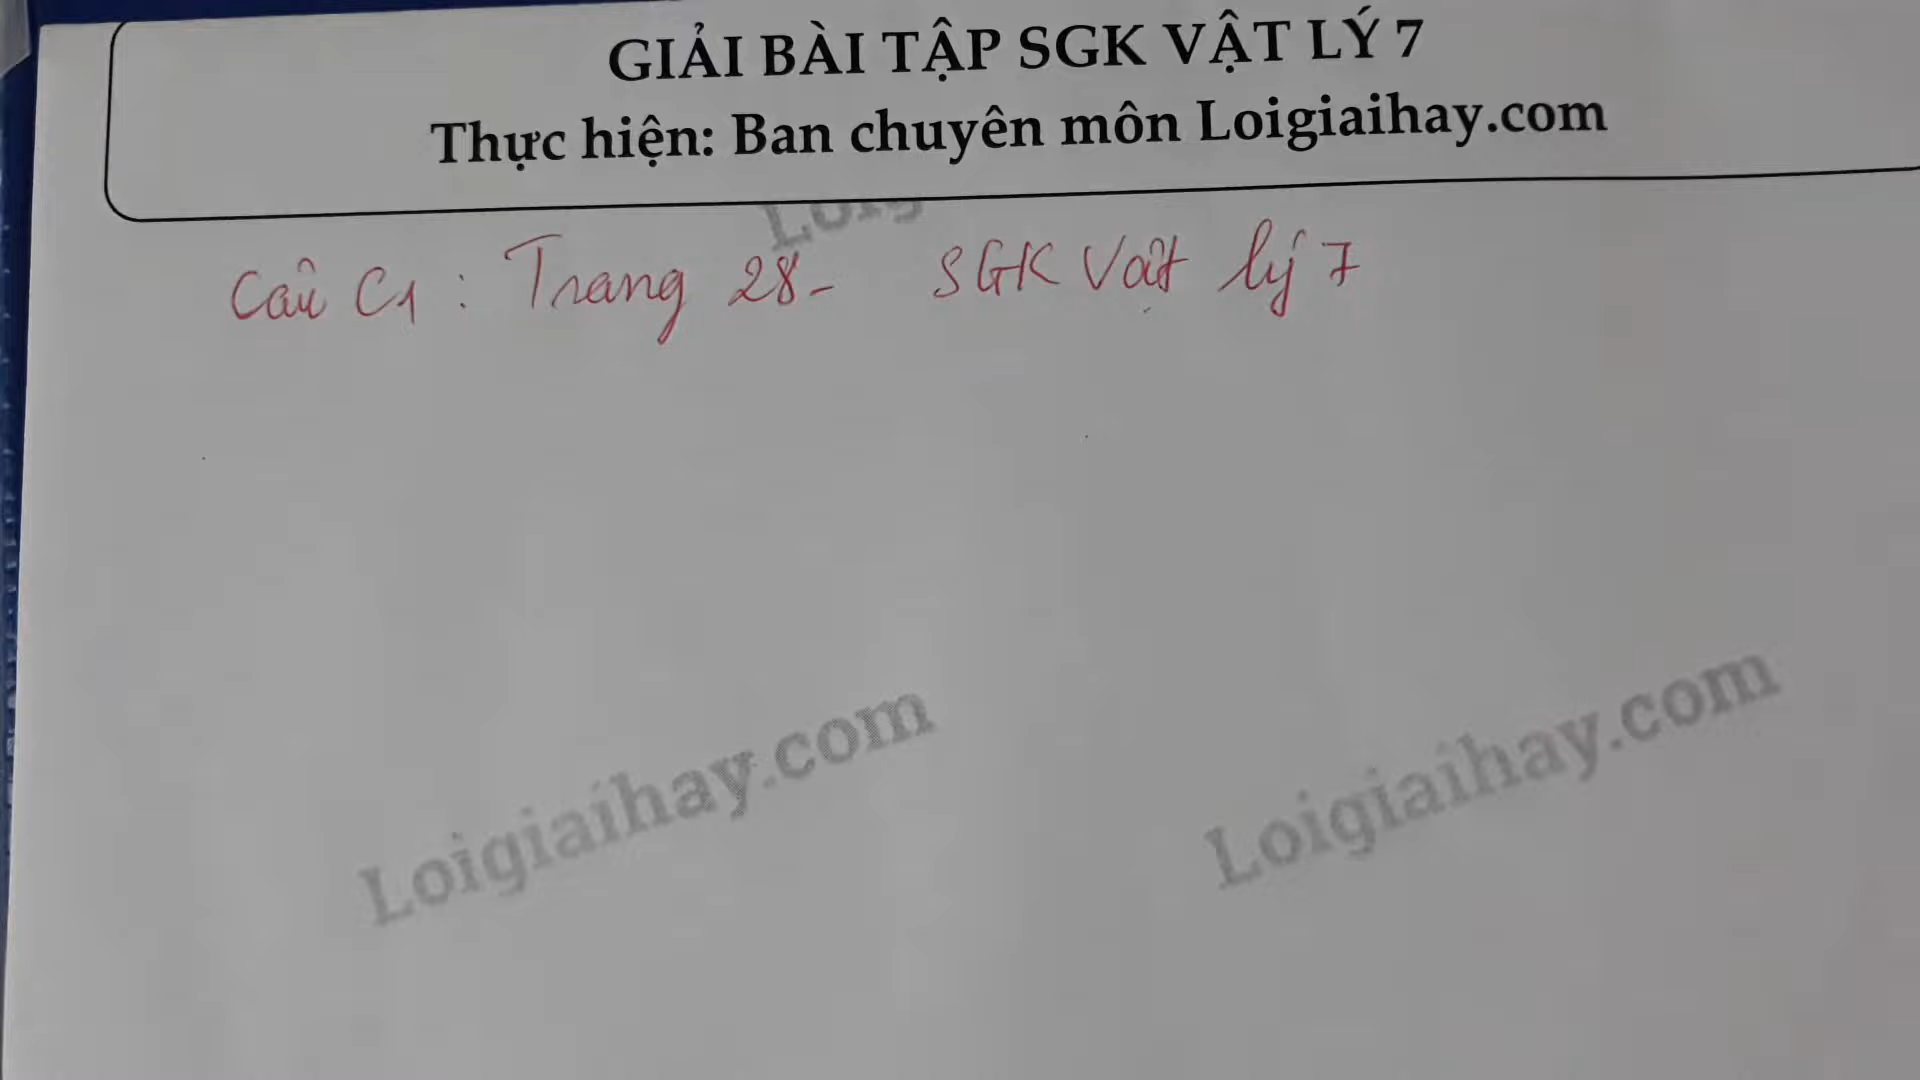 GIẢI BÀI TẬP SGK VẬT LÝ 7
Thực hiện: Ban chuyên môn Loigiaihay.com
Loig
Câu C1 : Trang 28 - SGK Vật lý 7
Loigiaihay.com
Loigiaihay.com